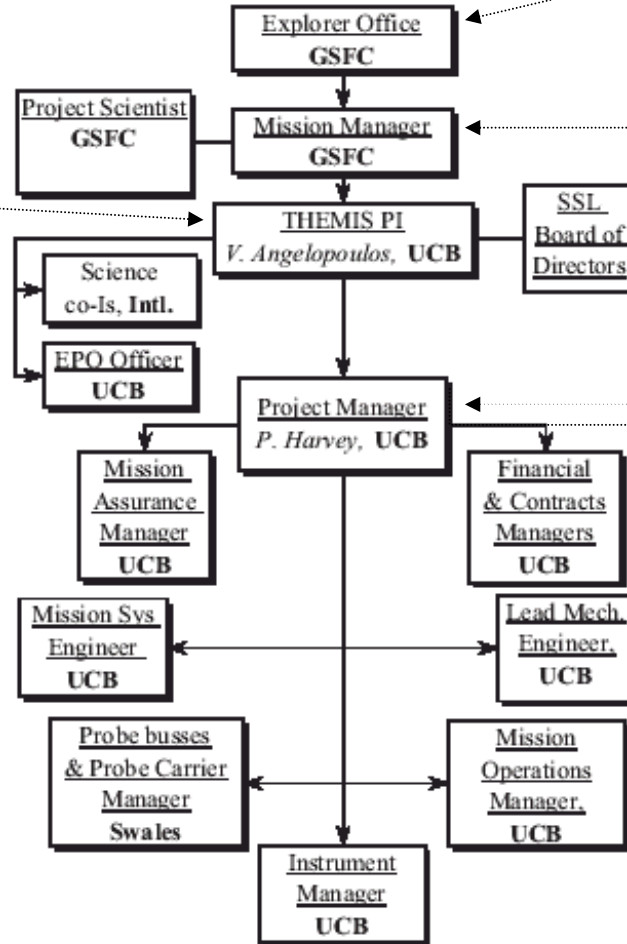 Explorer Office
GSFC
Project Scientist
GSFC
Mission Manager
GSFC
THEMIS PI
V. Angelopoulos, UCB
SSL
Board of
Directors
Science
co-Is, Intl.
EPO Officer
UCB
Project Manager
P. Harvey, UCB
Mission
Assurance
Manager
UCB
Financial
& Contracts
Managers
UCB
Mission Sys
Engineer
UCB
Lead Mech.
Engineer,
UCB
Probe busses
& Probe Carrier
Manager
Swales
Mission
Operations
Manager,
UCB
Instrument
Manager
UCB